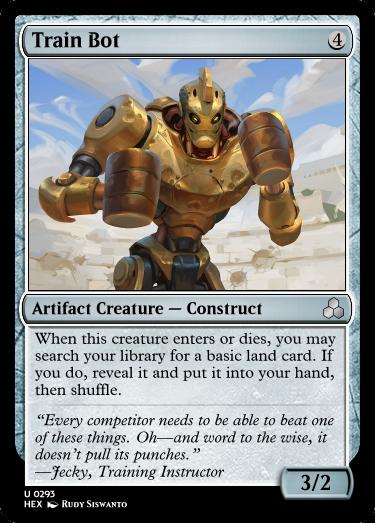 Train Bot 4
Artifact Creature — Construct
When this creature enters or dies, you may
search your library for a basic land card. If
you do, reveal it and put it into your hand,
then shuffle.
“Every competitor needs to be able to beat one
of these things. Oh—and word to the wise, it
doesn’t pull its punches.”
—Jecky, Training Instructor
3/2
U 0293
HEX Rudy Siswanto